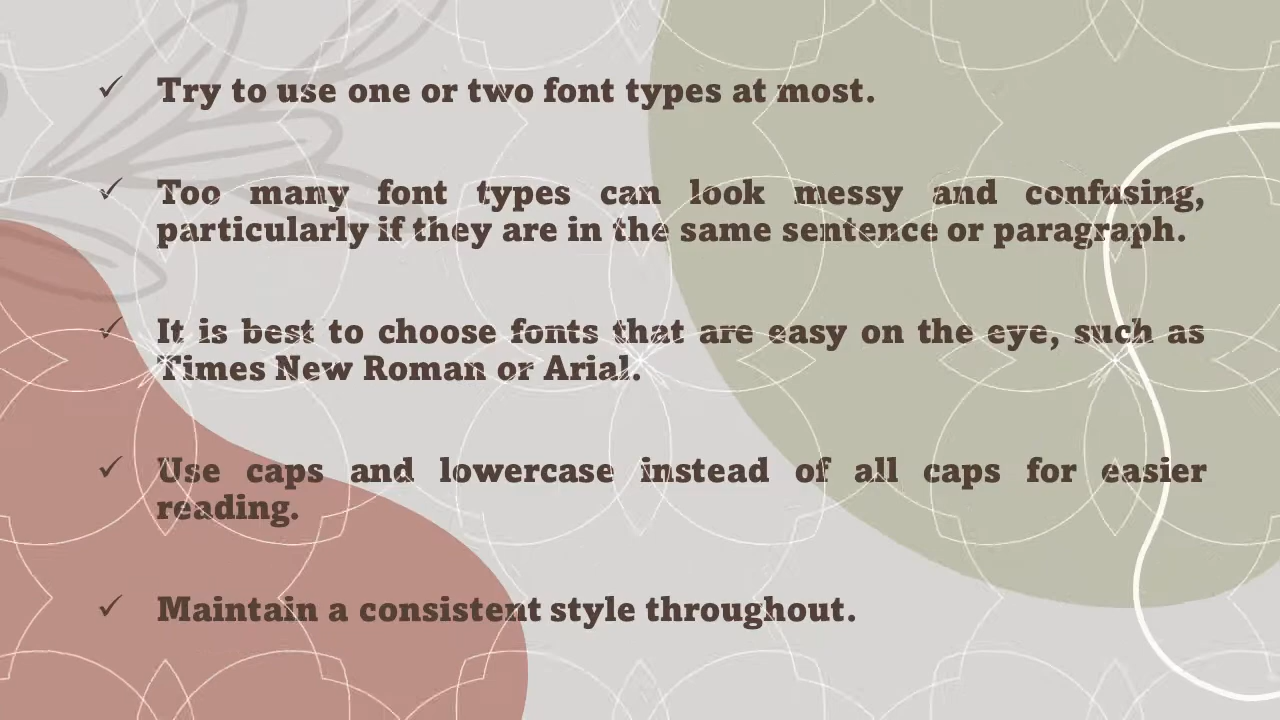 ✓ Try to use one or two font types at most.
✓ Too many font types can look messy and confusing,
particularly if they are in the same sentence or paragraph.
✓ It is best to choose fonts that are easy on the eye, such as
Times New Roman or Arial.
✓ Use caps and lowercase instead of all caps for easier
reading.
✓ Maintain a consistent style throughout.